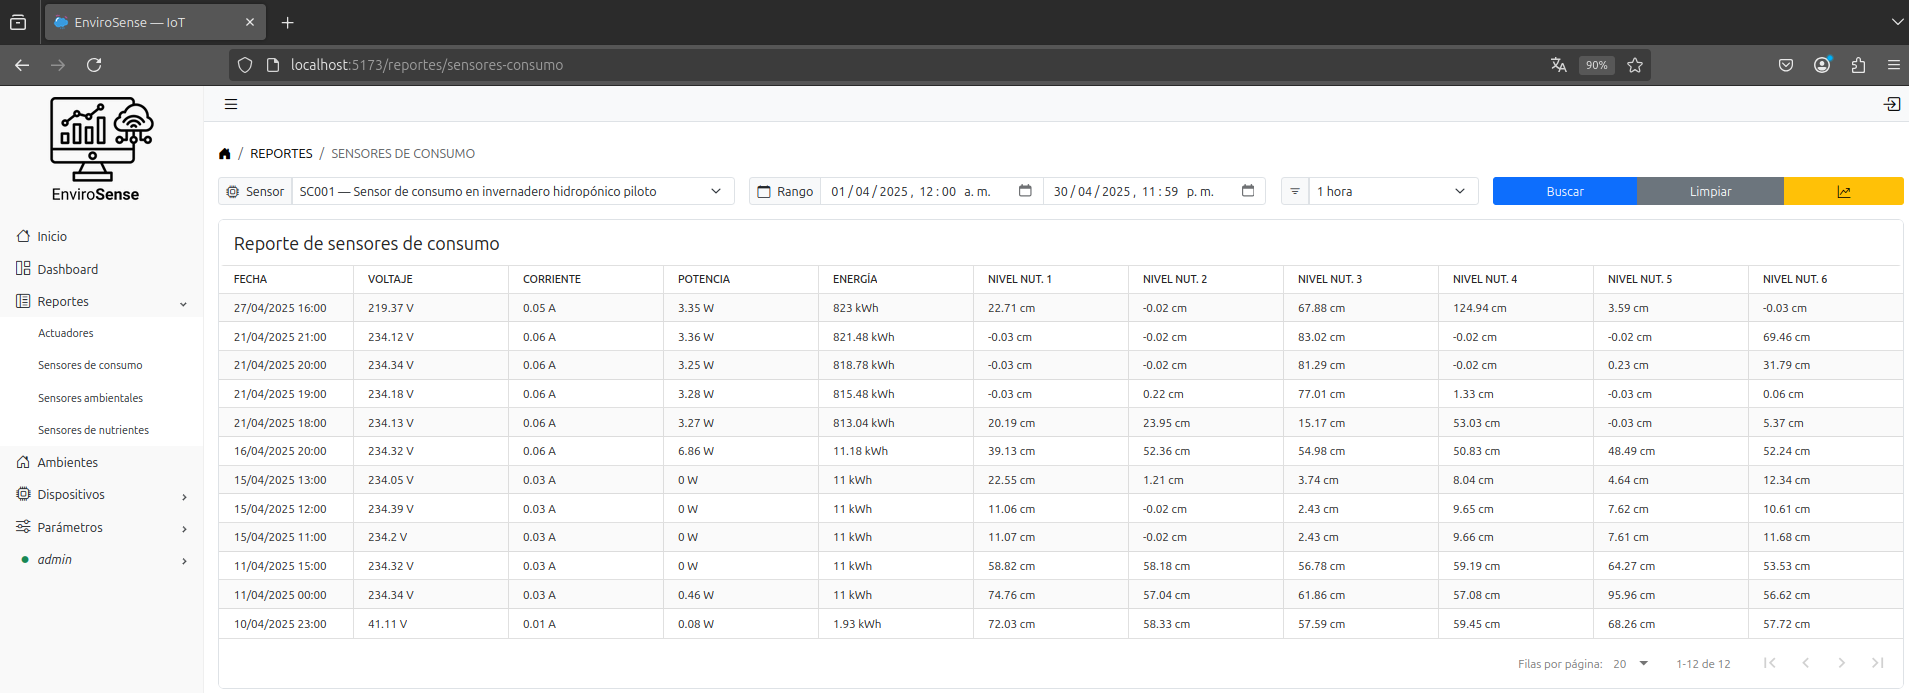 EnviroSense — IoT
localhost:5173/reportes/sensores-consumo
90%
EnviroSense
Inicio
Dashboard
Reportes
Actuadores
Sensores de consumo
Sensores ambientales
Sensores de nutrientes
Ambientes
Dispositivos
Parámetros
admin
/ REPORTES / SENSORES DE CONSUMO
Sensor SC001 — Sensor de consumo en invernadero hidropónico piloto Rango 01/04/2025, 12:00 a. m. 30/04/2025, 11:59 p. m. 1 hora Buscar Limpiar
Reporte de sensores de consumo
FECHA VOLTAJE CORRIENTE POTENCIA ENERGÍA NIVEL NUT. 1 NIVEL NUT. 2 NIVEL NUT. 3 NIVEL NUT. 4 NIVEL NUT. 5 NIVEL NUT. 6
27/04/2025 16:00 219.37 V 0.05 A 3.35 W 823 kWh 22.71 cm -0.02 cm 67.88 cm 124.94 cm 3.59 cm -0.03 cm
21/04/2025 21:00 234.12 V 0.06 A 3.36 W 821.48 kWh -0.03 cm -0.02 cm 83.02 cm -0.02 cm -0.02 cm 69.46 cm
21/04/2025 20:00 234.34 V 0.06 A 3.25 W 818.78 kWh -0.03 cm -0.02 cm 81.29 cm -0.02 cm 0.23 cm 31.79 cm
21/04/2025 19:00 234.18 V 0.06 A 3.28 W 815.48 kWh -0.03 cm 0.22 cm 77.01 cm 1.33 cm -0.03 cm 0.06 cm
21/04/2025 18:00 234.13 V 0.06 A 3.27 W 813.04 kWh 20.19 cm 23.95 cm 15.17 cm 53.03 cm -0.03 cm 5.37 cm
16/04/2025 20:00 234.32 V 0.06 A 6.86 W 11.18 kWh 39.13 cm 52.36 cm 54.98 cm 50.83 cm 48.49 cm 52.24 cm
15/04/2025 13:00 234.05 V 0.03 A 0 W 11 kWh 22.55 cm 1.21 cm 3.74 cm 8.04 cm 4.64 cm 12.34 cm
15/04/2025 12:00 234.39 V 0.03 A 0 W 11 kWh 11.06 cm -0.02 cm 2.43 cm 9.65 cm 7.62 cm 10.61 cm
15/04/2025 11:00 234.2 V 0.03 A 0 W 11 kWh 11.07 cm -0.02 cm 2.43 cm 9.66 cm 7.61 cm 11.68 cm
11/04/2025 15:00 234.32 V 0.03 A 0 W 11 kWh 58.82 cm 58.18 cm 56.78 cm 59.19 cm 64.27 cm 53.53 cm
11/04/2025 00:00 234.34 V 0.03 A 0.46 W 11 kWh 74.76 cm 57.04 cm 61.86 cm 57.08 cm 95.96 cm 56.62 cm
10/04/2025 23:00 41.11 V 0.01 A 0.08 W 1.93 kWh 72.03 cm 58.33 cm 57.59 cm 59.45 cm 68.26 cm 57.72 cm
Filas por página: 20 1-12 de 12